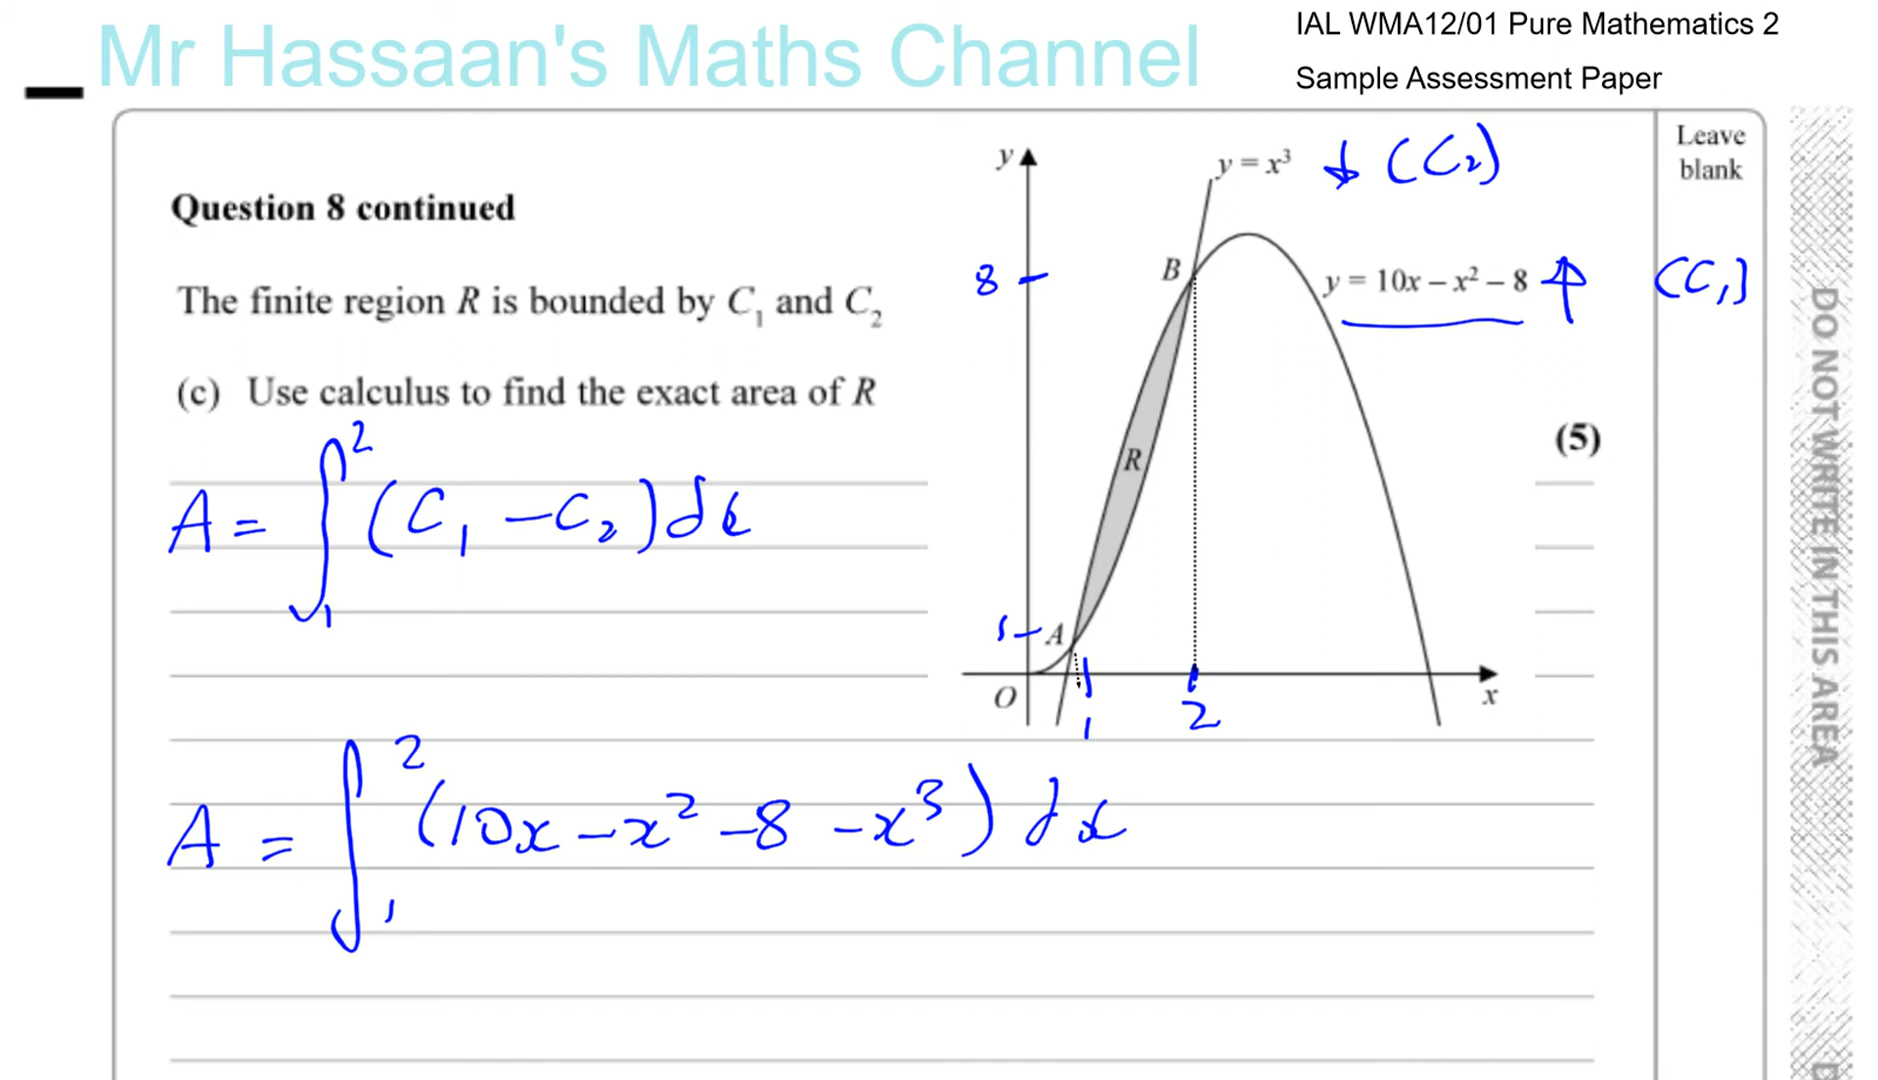 Mr Hassaan's Maths Channel
IAL WMA12/01 Pure Mathematics 2
Sample Assessment Paper
Leave
blank
Question 8 continued
The finite region R is bounded by C₁ and C₂
(c) Use calculus to find the exact area of R
(5)
y
y = x³ ↓ (C₂)
8
B
y = 10x – x² – 8 ↑ (C₁)
R
1
A
O
x
1
2
A = ∫₁² (C₁ – C₂) dx
A = ∫₁² (10x – x² – 8 – x³) dx
DO NOT WRITE IN THIS AREA
D